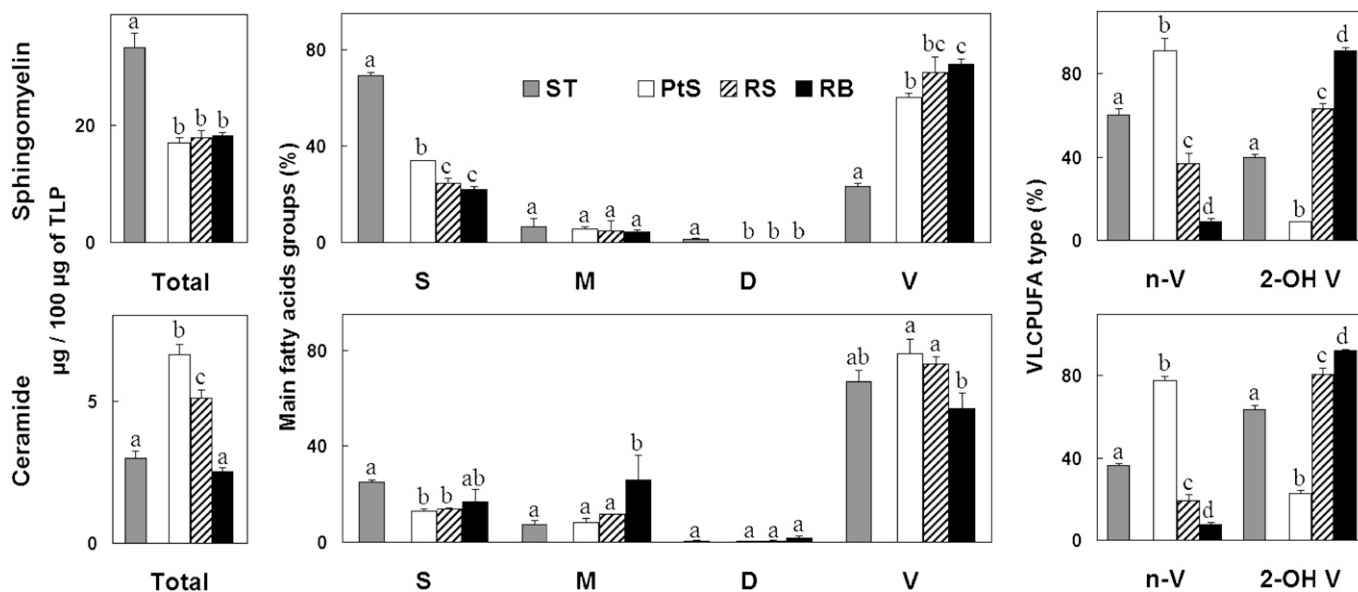 Sphingomyelin
Ceramide
µg / 100 µg of TLP
20
0
a
b
b
b
Total
Main fatty acids groups (%)
80
40
0
ST
PtS
RS
RB
a
b
c
c
a
a
a
a
a
b
b
b
a
b
bc
c
S
M
D
V
VLCPUFA type (%)
80
40
0
a
b
c
d
a
b
c
d
n-V
2-OH V
5
0
a
b
c
a
Total
80
40
0
a
b
b
ab
a
a
a
b
a
a
a
a
ab
a
a
b
S
M
D
V
80
40
0
a
b
c
d
a
b
c
d
n-V
2-OH V